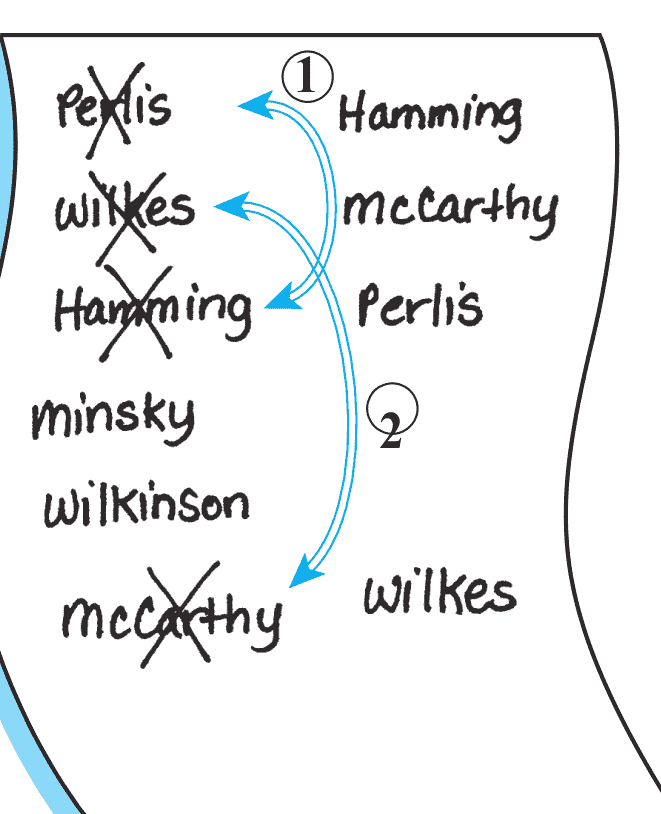 1
Perlis Hamming
wilkes mcCarthy
Hamming Perlis
minsky
2
wilkinson
mcCarthy wilkes